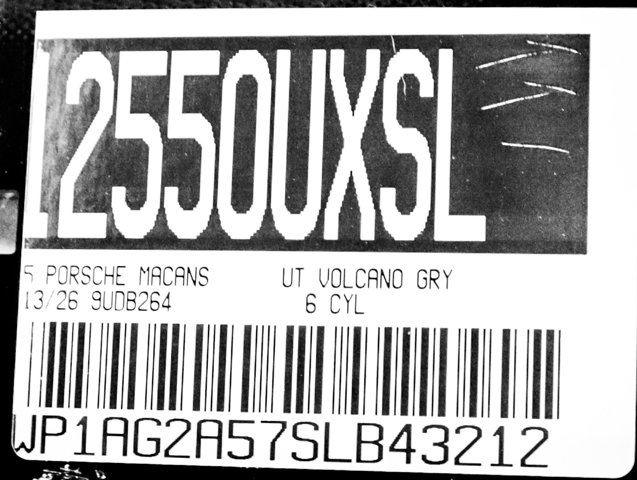 12550UXSL
5 PORSCHE MACANS UT VOLCANO GRY
13/26 9UDB264 6 CYL
WP1AG2A57SLB43212